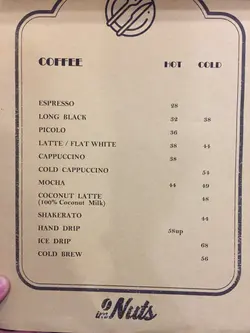 COFFEE HOT COLD
ESPRESSO 28
LONG BLACK 32 38
PICOLO 36
LATTE / FLAT WHITE 38 44
CAPPUCCINO 38
COLD CAPPUCCINO 54
MOCHA 44 49
COCONUT LATTE 48
(100% Coconut Milk)
SHAKERATO 44
HAND DRIP 58up
ICE DRIP 68
COLD BREW 56
Nuts